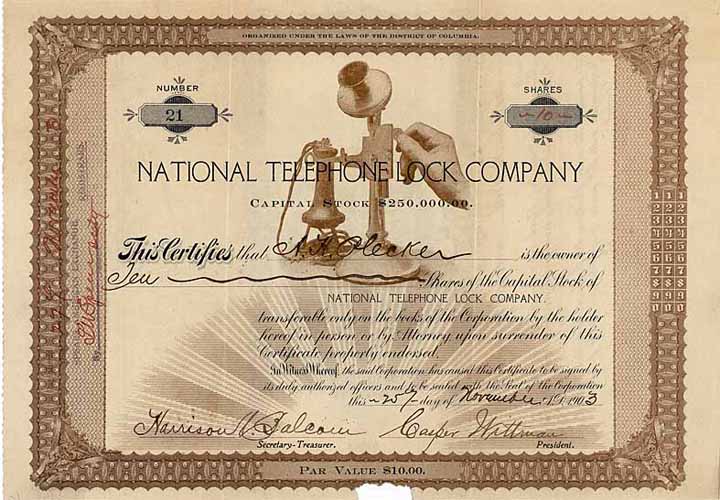 ORGANIZED UNDER THE LAWS OF THE DISTRICT OF COLUMBIA.
NUMBER
21
SHARES
~10~
NATIONAL TELEPHONE LOCK COMPANY
CAPITAL STOCK $250.000.00.
This Certifies that A. H. Plecker is the owner of
Ten Shares of the Capital Stock of
NATIONAL TELEPHONE LOCK COMPANY.
transferable only on the books of the Corporation by the holder
hereof in person or by Attorney upon surrender of this
Certificate properly endorsed.
In Witness Whereof, the said Corporation has caused this Certificate to be signed by
its duly authorized officers and to be sealed with the Seal of the Corporation
this 25 day of November 1903
Harrison
Casper Wittman
Secretary-Treasurer.
President.
PAR VALUE $10.00.